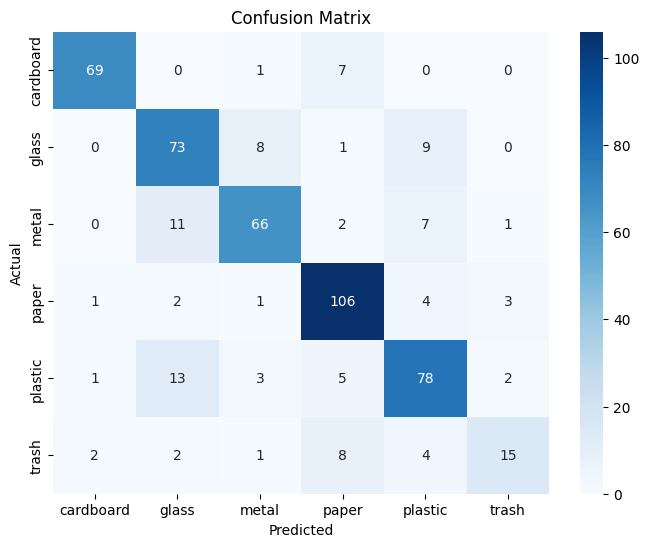 Confusion Matrix
Actual
cardboard 69 0 1 7 0 0
glass 0 73 8 1 9 0
metal 0 11 66 2 7 1
paper 1 2 1 106 4 3
plastic 1 13 3 5 78 2
trash 2 2 1 8 4 15
cardboard glass metal paper plastic trash
Predicted
100
80
60
40
20
0